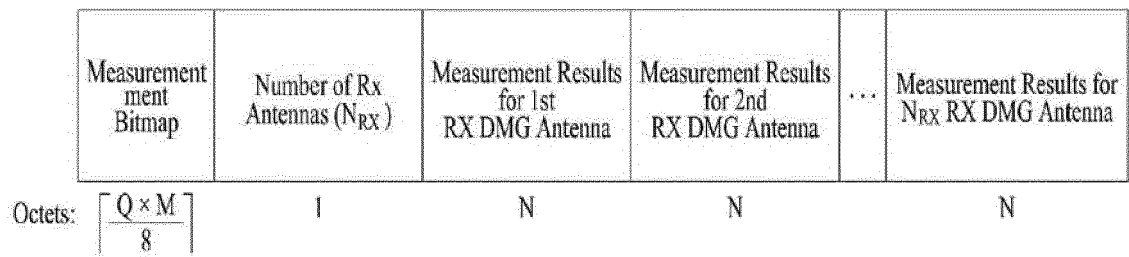 Measurement
ment
Bitmap
Number of Rx
Antennas (N_RX)
Measurement Results
for 1st
RX DMG Antenna
Measurement Results
for 2nd
RX DMG Antenna
...
Measurement Results for
N_RX RX DMG Antenna
Octets: ⌈Q × M / 8⌉ 1 N N N